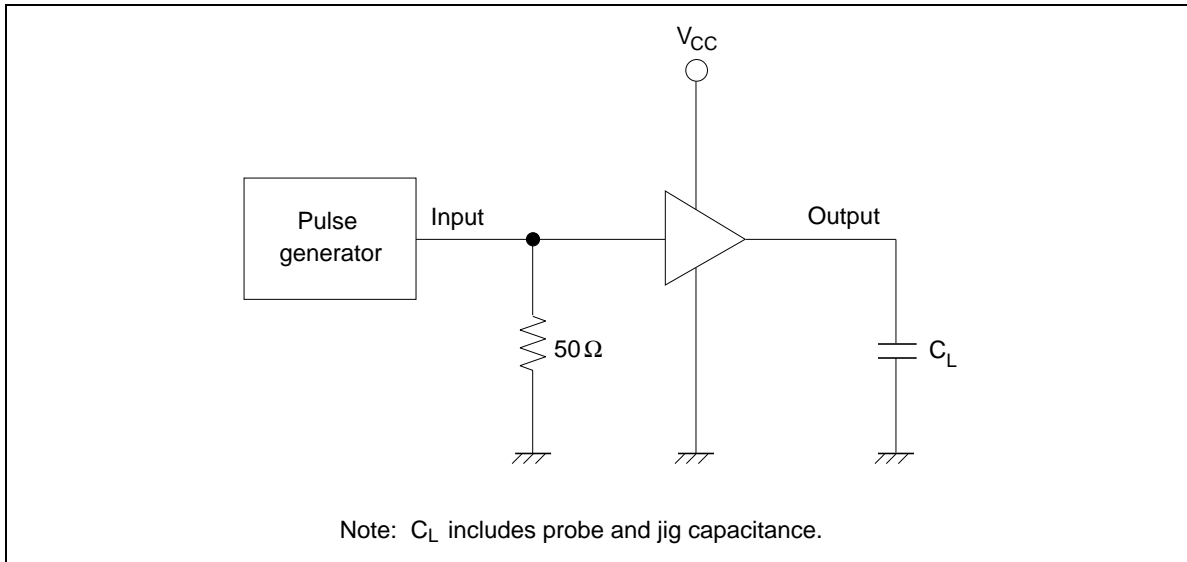 VCC
Pulse
generator
Input
Output
50Ω
CL
Note: CL includes probe and jig capacitance.